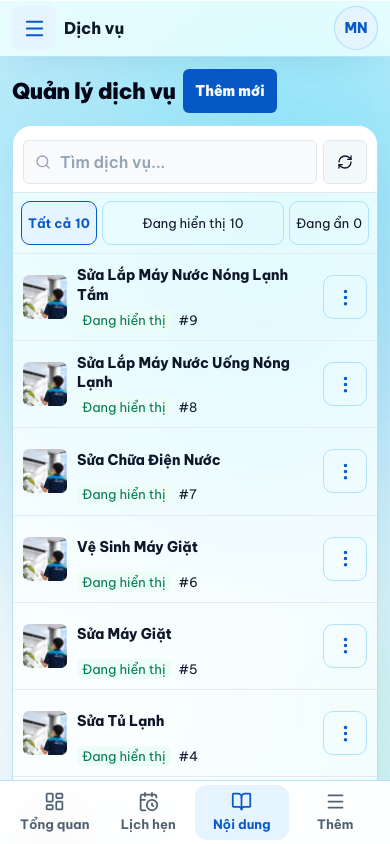 Dịch vụ
MN
Quản lý dịch vụ
Thêm mới
Tìm dịch vụ...
Tất cả 10
Đang hiển thị 10
Đang ẩn 0
Sửa Lắp Máy Nước Nóng Lạnh
Tắm
Đang hiển thị #9
Sửa Lắp Máy Nước Uống Nóng
Lạnh
Đang hiển thị #8
Sửa Chữa Điện Nước
Đang hiển thị #7
Vệ Sinh Máy Giặt
Đang hiển thị #6
Sửa Máy Giặt
Đang hiển thị #5
Sửa Tủ Lạnh
Đang hiển thị #4
Tổng quan
Lịch hẹn
Nội dung
Thêm